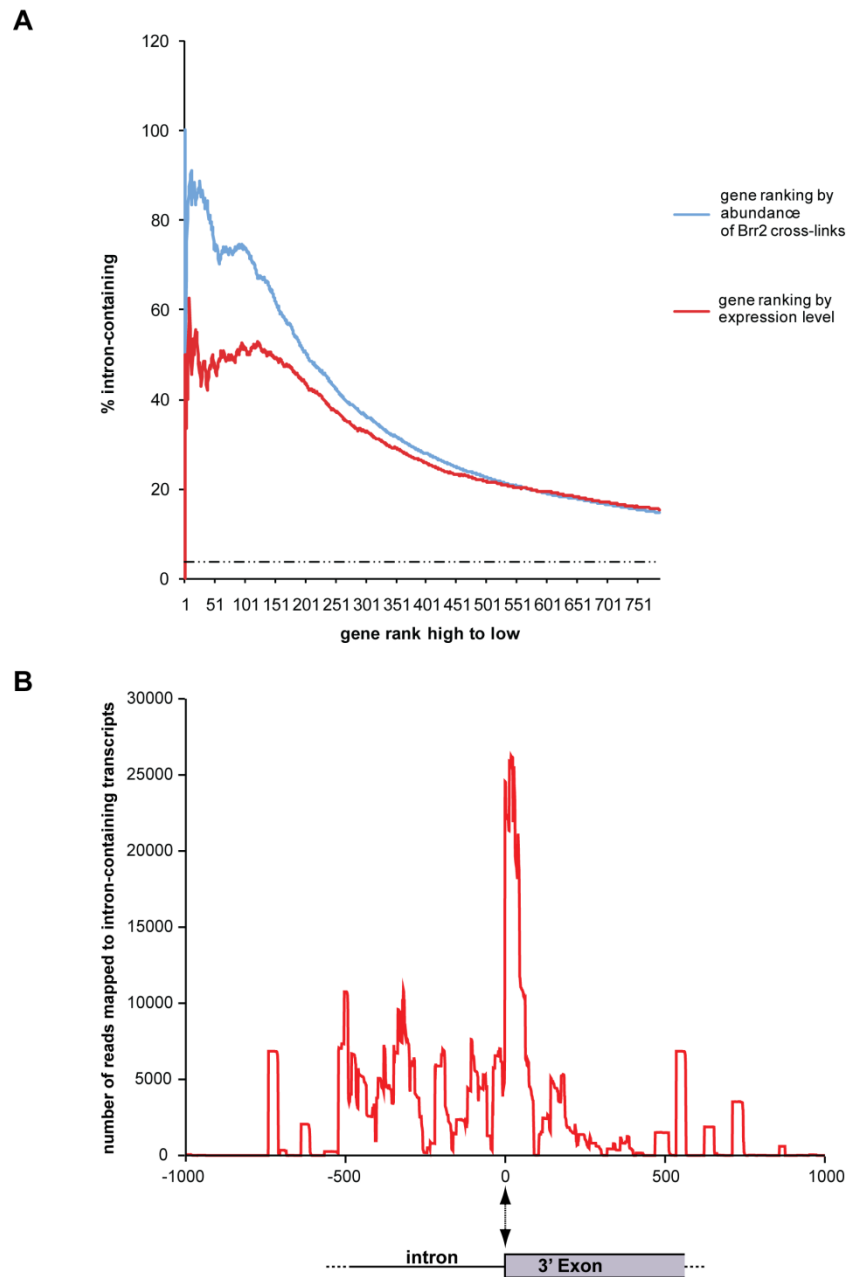 A
120
100
80
60
40
20
0
% intron-containing
1 51 101 151 201 251 301 351 401 451 501 551 601 651 701 751
gene rank high to low
gene ranking by
abundance
of Brr2 cross-links
gene ranking by
expression level
B
number of reads mapped to intron-containing transcripts
30000
25000
20000
15000
10000
5000
0
-1000 -500 0 500 1000
intron
3' Exon